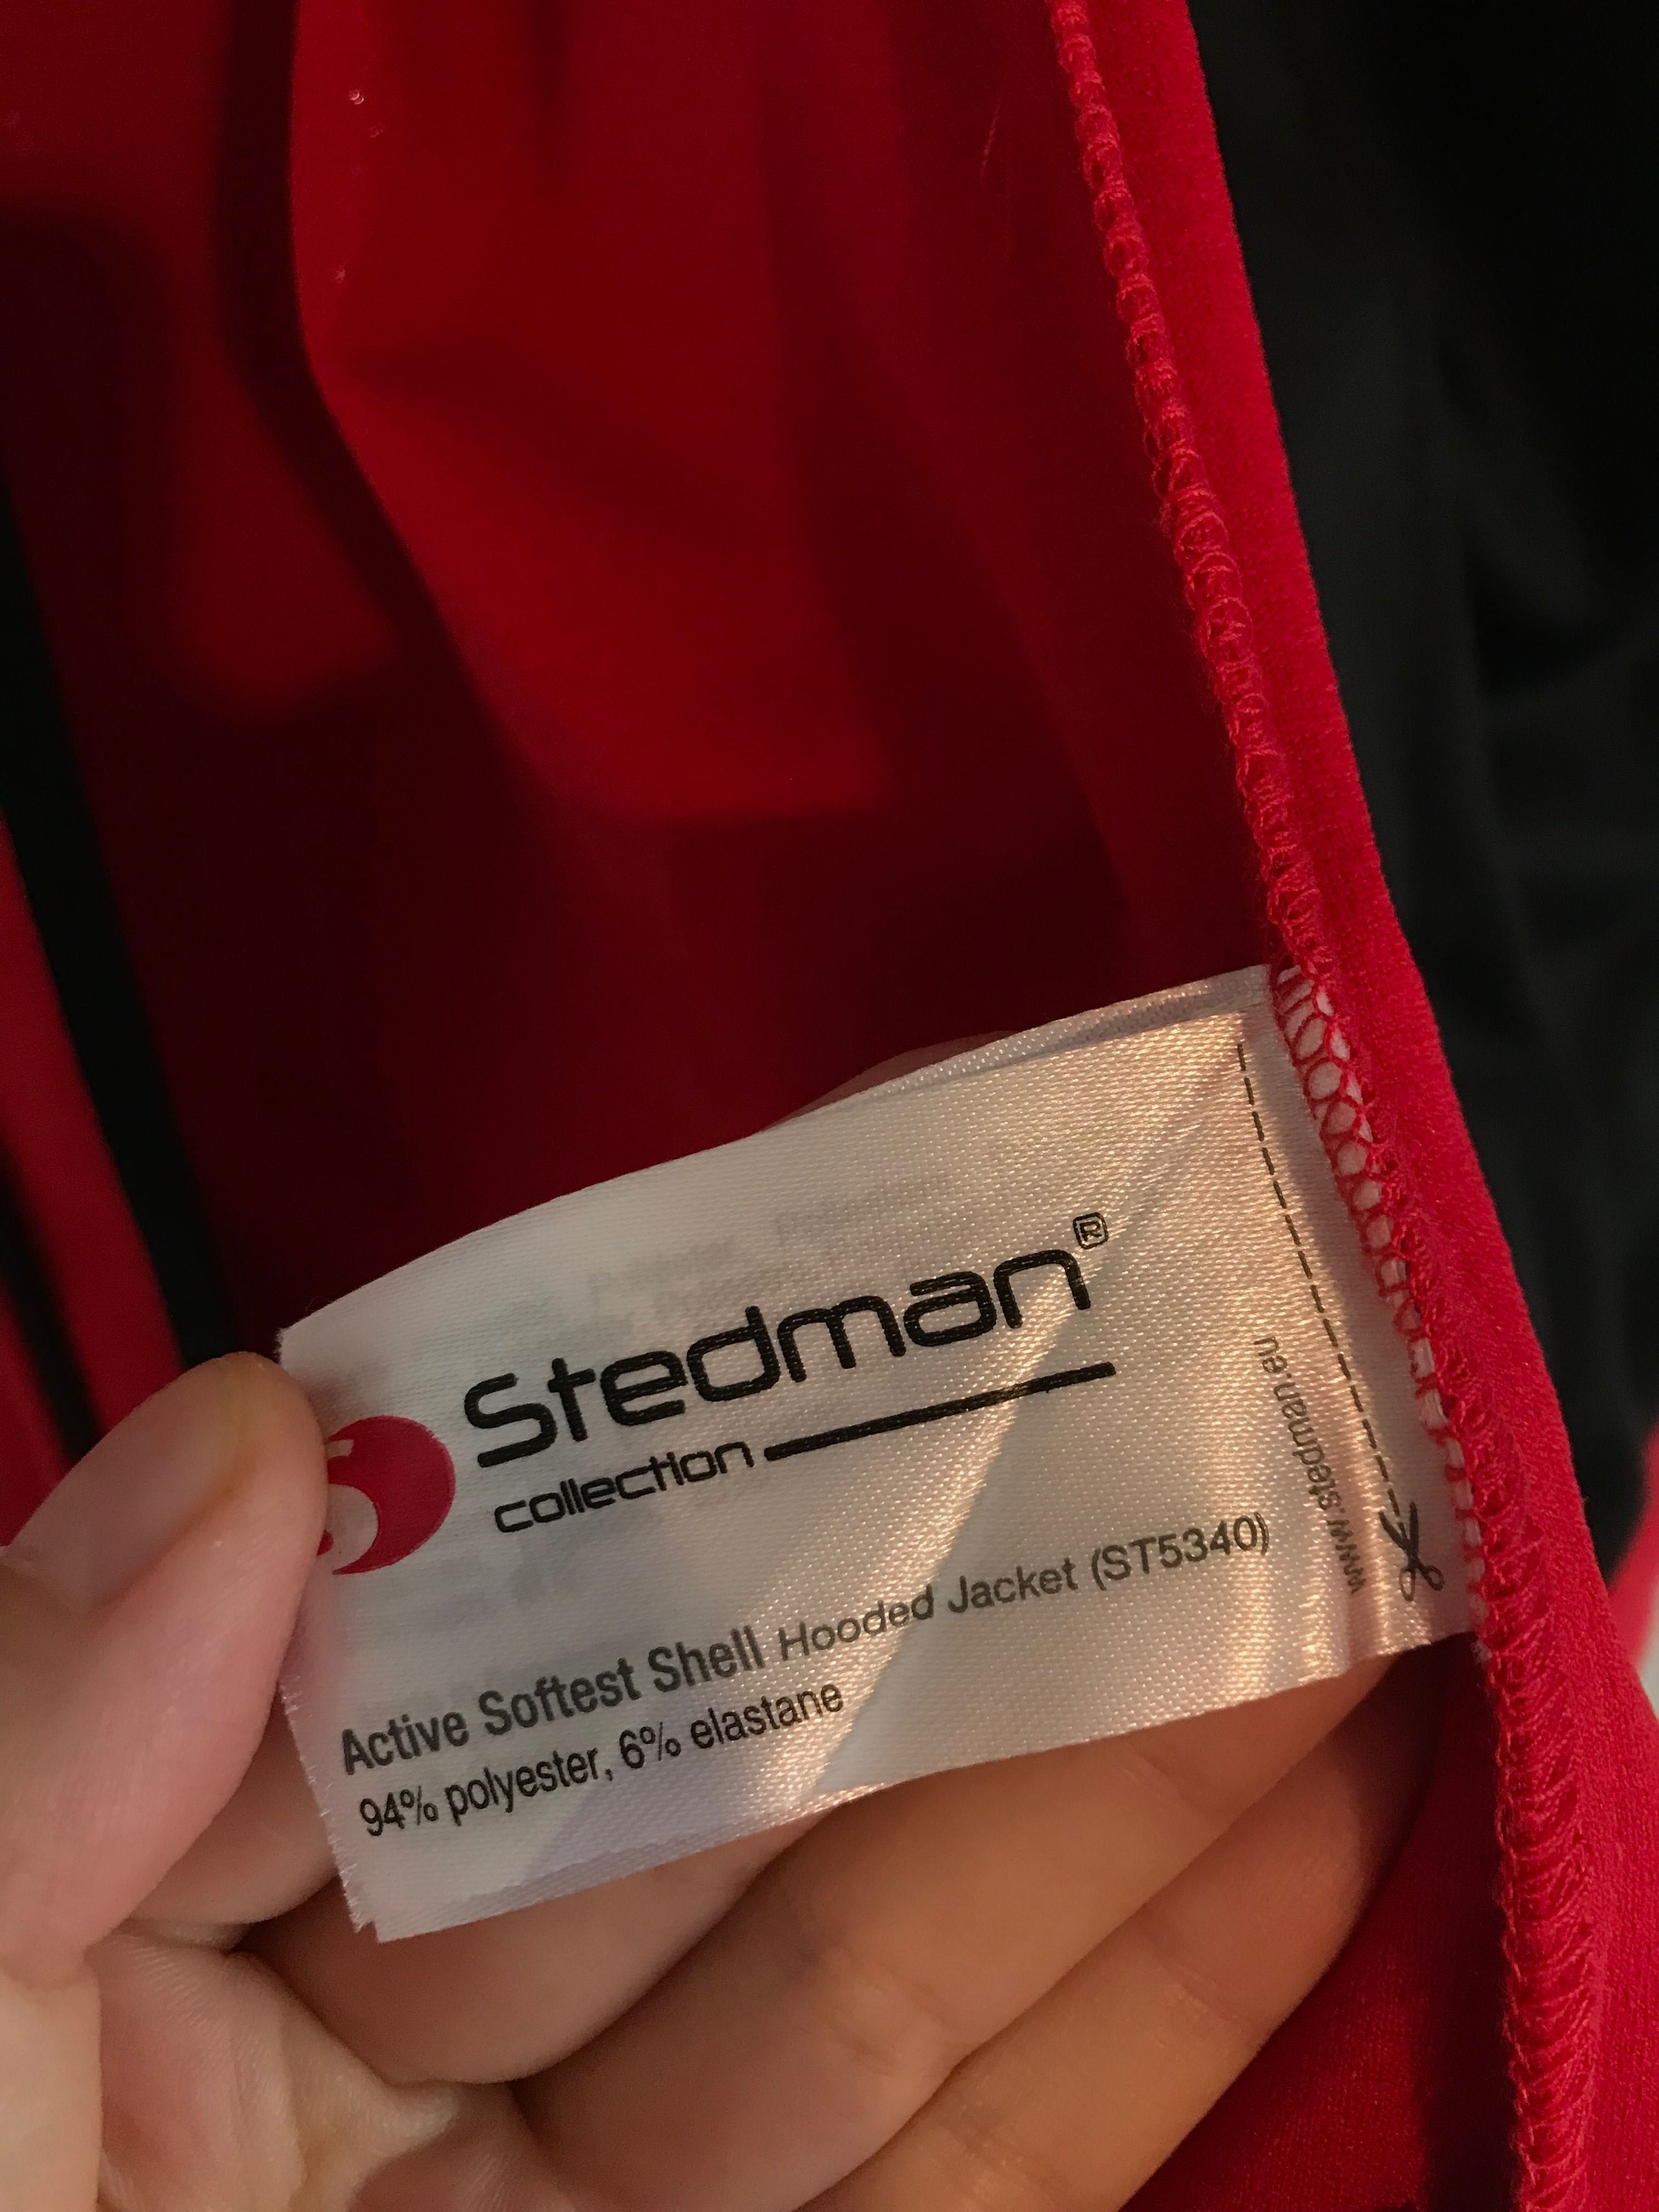 S
Stedman®
collection
Active Softest Shell Hooded Jacket (ST5340)
94% polyester, 6% elastane
www.stedman.eu